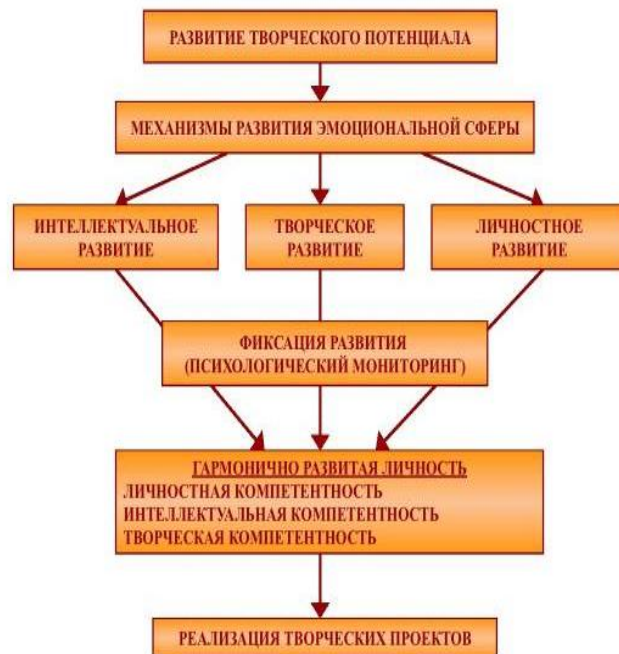 РАЗВИТИЕ ТВОРЧЕСКОГО ПОТЕНЦИАЛА
МЕХАНИЗМЫ РАЗВИТИЯ ЭМОЦИОНАЛЬНОЙ СФЕРЫ
ИНТЕЛЛЕКТУАЛЬНОЕ
РАЗВИТИЕ
ТВОРЧЕСКОЕ
РАЗВИТИЕ
ЛИЧНОСТНОЕ
РАЗВИТИЕ
ФИКСАЦИЯ РАЗВИТИЯ
(ПСИХОЛОГИЧЕСКИЙ МОНИТОРИНГ)
ГАРМОНИЧНО РАЗВИТАЯ ЛИЧНОСТЬ
ЛИЧНОСТНАЯ КОМПЕТЕНТНОСТЬ
ИНТЕЛЛЕКТУАЛЬНАЯ КОМПЕТЕНТНОСТЬ
ТВОРЧЕСКАЯ КОМПЕТЕНТНОСТЬ
РЕАЛИЗАЦИЯ ТВОРЧЕСКИХ ПРОЕКТОВ